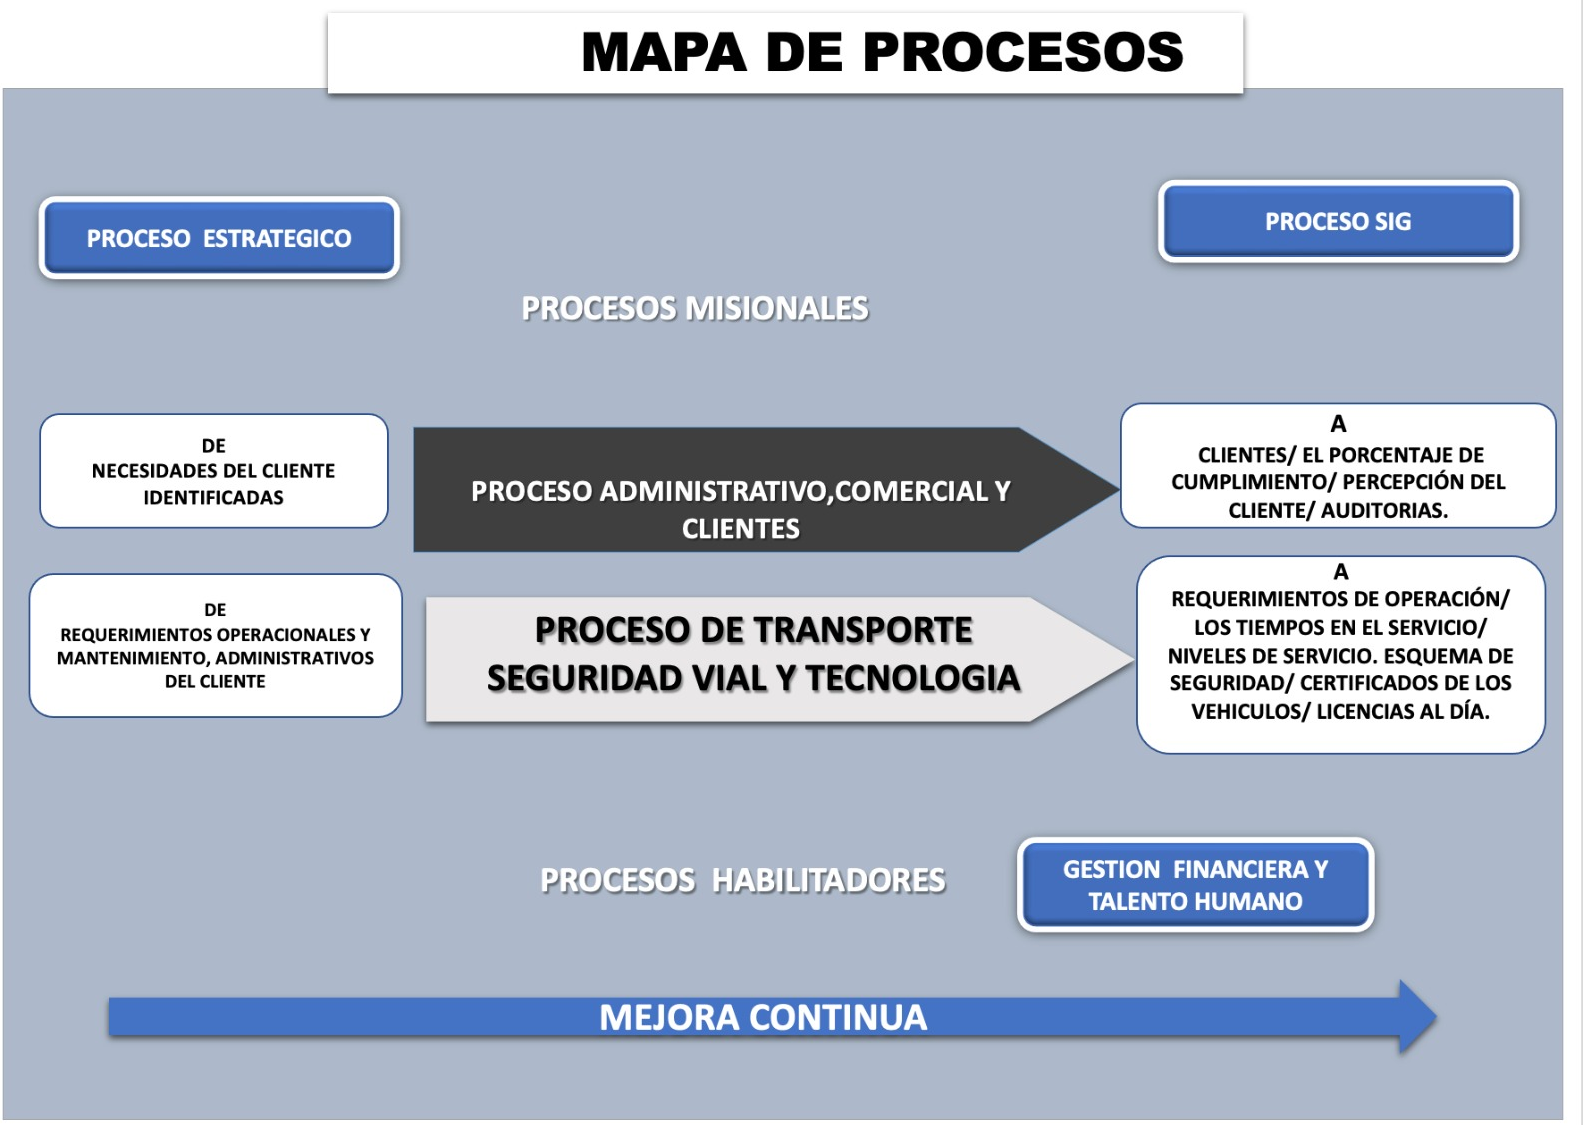 MAPA DE PROCESOS
PROCESO ESTRATEGICO
PROCESO SIG
PROCESOS MISIONALES
DE
NECESIDADES DEL CLIENTE
IDENTIFICADAS
PROCESO ADMINISTRATIVO,COMERCIAL Y
CLIENTES
A
CLIENTES/ EL PORCENTAJE DE
CUMPLIMIENTO/ PERCEPCIÓN DEL
CLIENTE/ AUDITORIAS.
DE
REQUERIMIENTOS OPERACIONALES Y
MANTENIMIENTO, ADMINISTRATIVOS
DEL CLIENTE
PROCESO DE TRANSPORTE
SEGURIDAD VIAL Y TECNOLOGIA
A
REQUERIMIENTOS DE OPERACIÓN/
LOS TIEMPOS EN EL SERVICIO/
NIVELES DE SERVICIO. ESQUEMA DE
SEGURIDAD/ CERTIFICADOS DE LOS
VEHICULOS/ LICENCIAS AL DÍA.
PROCESOS HABILITADORES
GESTION FINANCIERA Y
TALENTO HUMANO
MEJORA CONTINUA